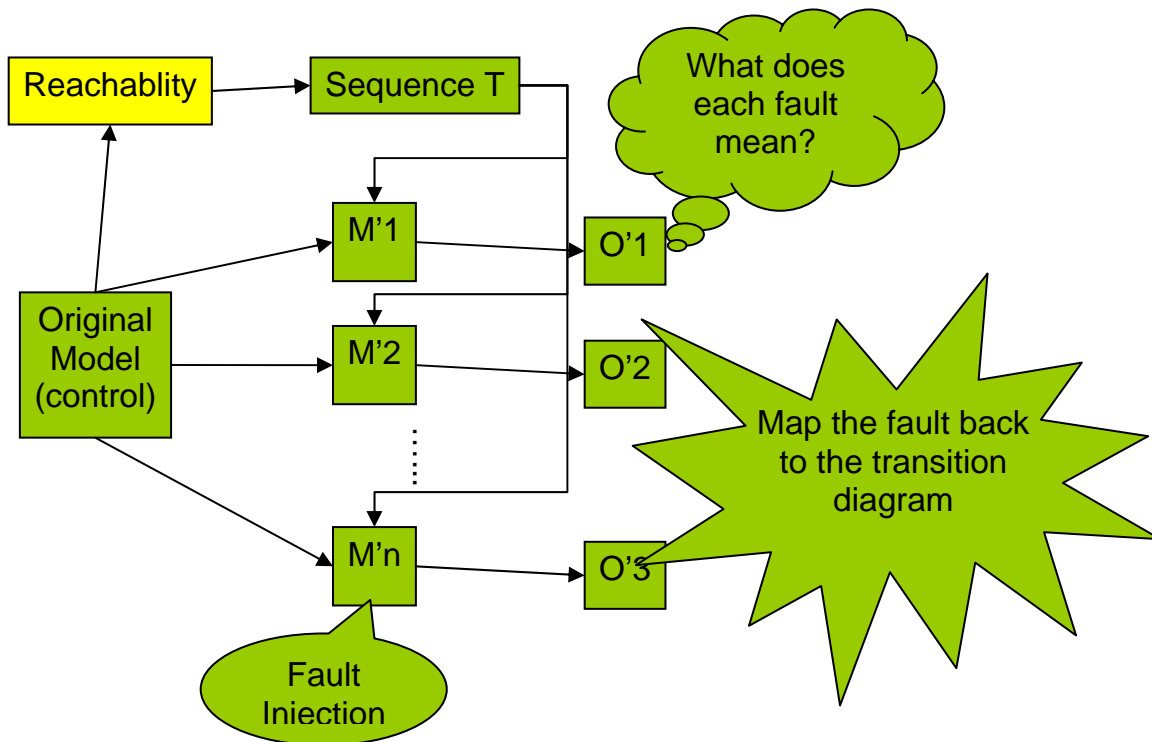 Reachablity
Sequence T
What does
each fault
mean?
M'1
O'1
Original
Model
(control)
M'2
O'2
Map the fault back
to the transition
diagram
M'n
O'3
Fault
Iniection